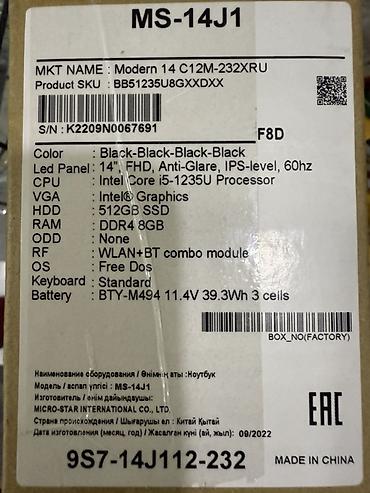 MS-14J1
MKT NAME : Modern 14 C12M-232XRU
Product SKU : BB51235U8GXXDXX
S/N : K2209N0067691
F8D
Color : Black-Black-Black-Black
Led Panel : 14", FHD, Anti-Glare, IPS-level, 60hz
CPU : Intel Core i5-1235U Processor
VGA : Intel® Graphics
HDD : 512GB SSD
RAM : DDR4 8GB
ODD : None
RF : WLAN+BT combo module
OS : Free Dos
Keyboard : Standard
Battery : BTY-M494 11.4V 39.3Wh 3 cells
BOX_NO(FACTORY)
Наименование оборудования / Өнімнің аты :Ноутбук
Модель / аспап үлгісі : MS-14J1
Изготовитель / өнім дайындаушы:
MICRO-STAR INTERNATIONAL CO., LTD.
Страна происхождения / Шығарушы ел : Китай Қытай
Дата изготовления (месяц, год) / Жасалған күні (ай, жыл): 09/2022
EAC
9S7-14J112-232
MADE IN CHINA